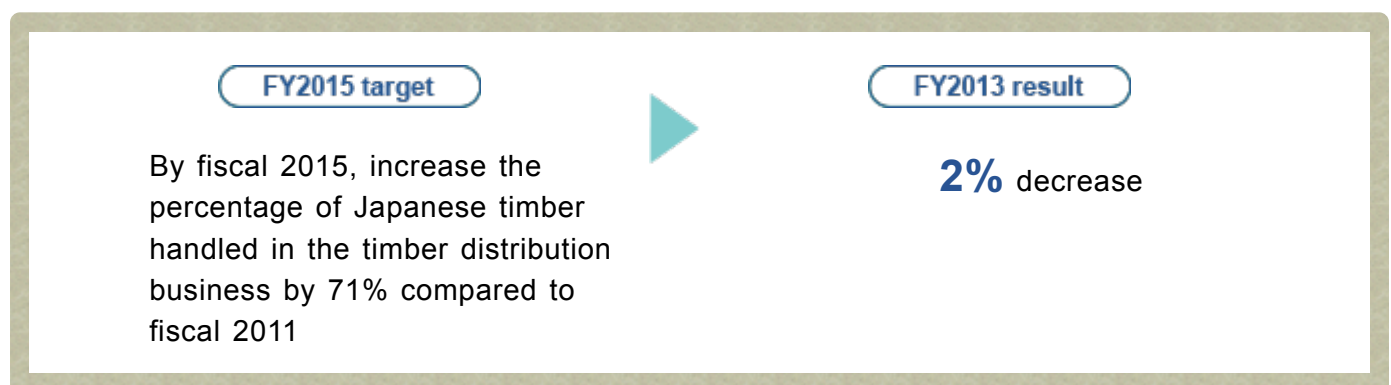 FY2015 target
By fiscal 2015, increase the
percentage of Japanese timber
handled in the timber distribution
business by 71% compared to
fiscal 2011
FY2013 result
2% decrease